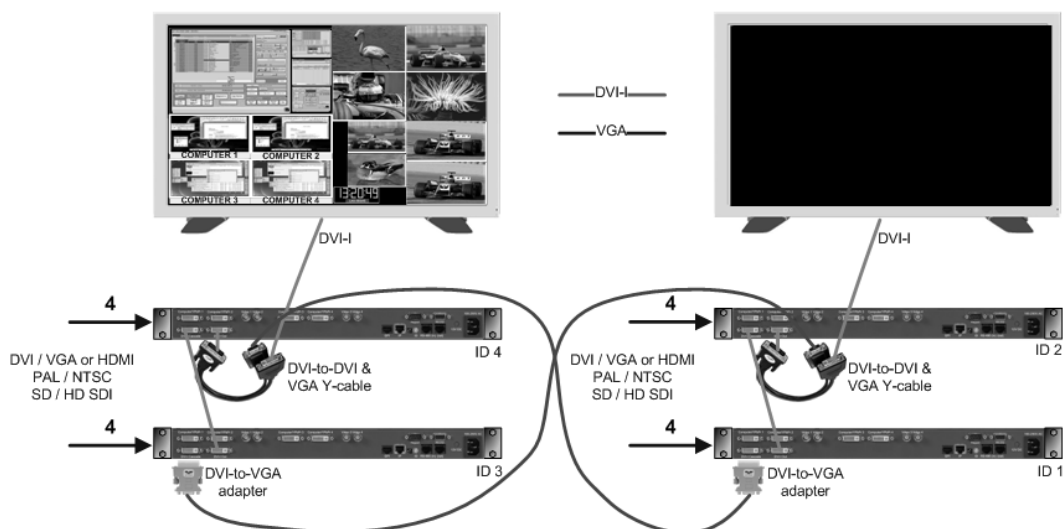 COMPUTER 1
COMPUTER 2
COMPUTER 3
COMPUTER 4
13:20:49
DVI-I
VGA
DVI-I
DVI-I
4
ID 4
DVI / VGA or HDMI
PAL / NTSC
SD / HD SDI
DVI-to-DVI &
VGA Y-cable
4
ID 3
DVI-to-VGA
adapter
4
ID 2
DVI / VGA or HDMI
PAL / NTSC
SD / HD SDI
DVI-to-DVI &
VGA Y-cable
4
ID 1
DVI-to-VGA
adapter